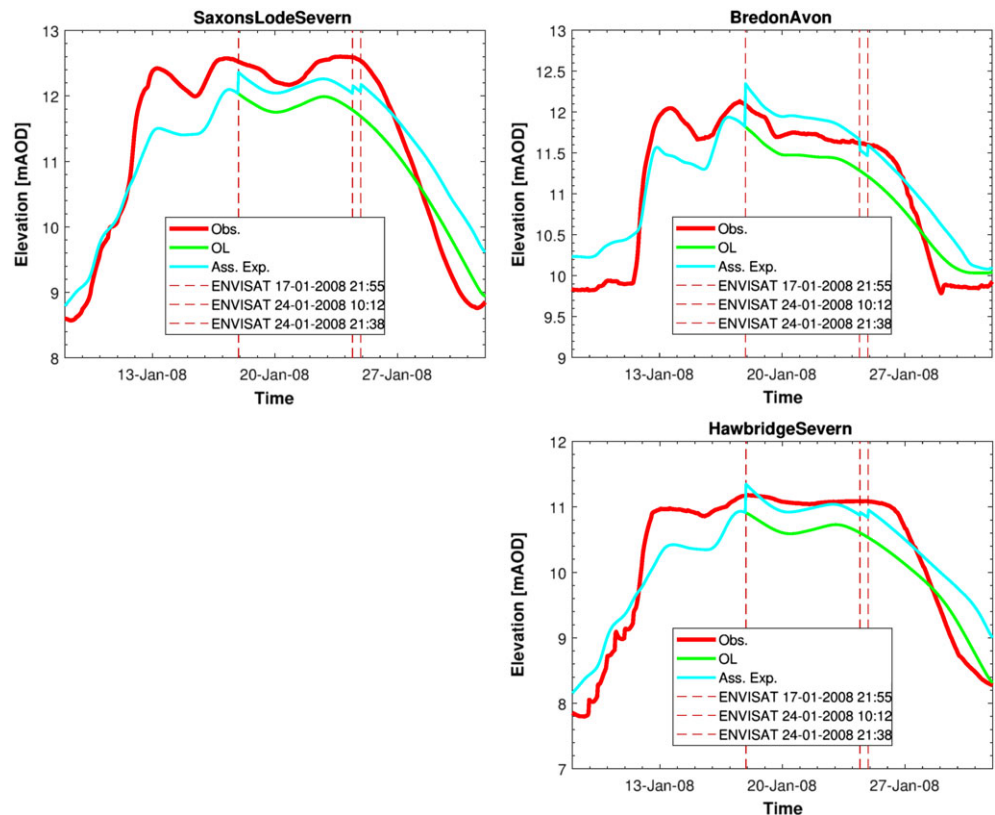 SaxonsLodeSevern
Elevation [mAOD]
13
12
11
10
9
8
Obs.
OL
Ass. Exp.
ENVISAT 17-01-2008 21:55
ENVISAT 24-01-2008 10:12
ENVISAT 24-01-2008 21:38
13-Jan-08 20-Jan-08 27-Jan-08
Time
BredonAvon
Elevation [mAOD]
13
12.5
12
11.5
11
10.5
10
9.5
9
Obs.
OL
Ass. Exp.
ENVISAT 17-01-2008 21:55
ENVISAT 24-01-2008 10:12
ENVISAT 24-01-2008 21:38
13-Jan-08 20-Jan-08 27-Jan-08
Time
HawbridgeSevern
Elevation [mAOD]
12
11
10
9
8
7
Obs.
OL
Ass. Exp.
ENVISAT 17-01-2008 21:55
ENVISAT 24-01-2008 10:12
ENVISAT 24-01-2008 21:38
13-Jan-08 20-Jan-08 27-Jan-08
Time